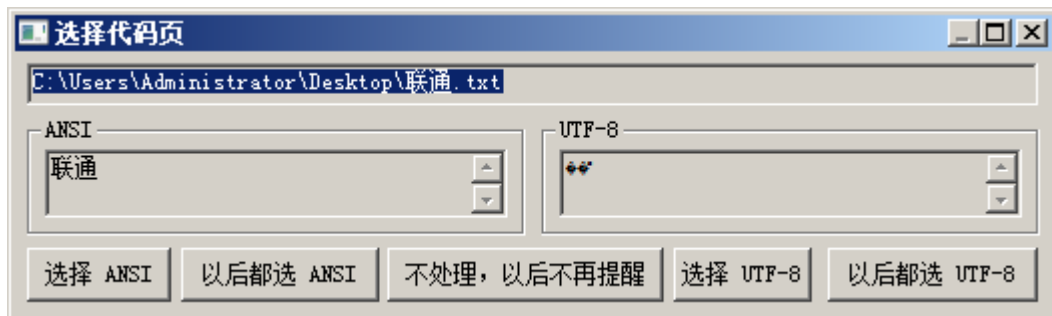 选择代码页
C:\Users\Administrator\Desktop\联通.txt
ANSI
UTF-8
联通
选择 ANSI
以后都选 ANSI
不处理，以后不再提醒
选择 UTF-8
以后都选 UTF-8